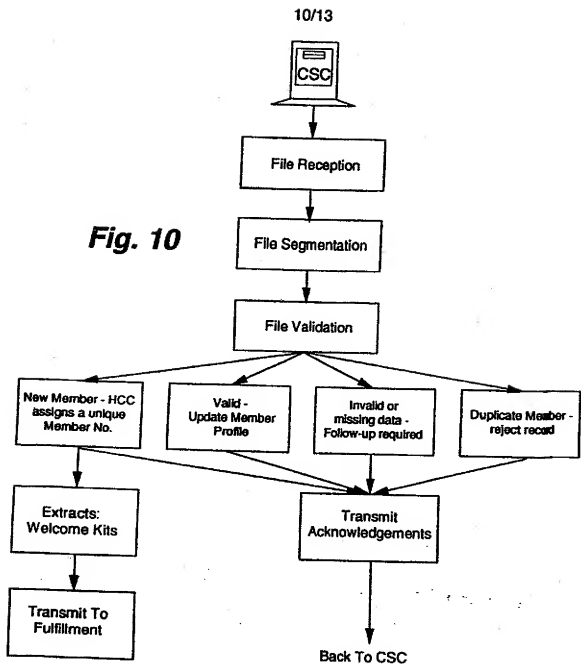 10/13
CSC
File Reception
Fig. 10
File Segmentation
File Validation
New Member - HCC
assigns a unique
Member No.
Valid -
Update Member
Profile
Invalid or
missing data -
Follow-up required
Duplicate Member -
reject record
Extracts:
Welcome Kits
Transmit
Acknowledgements
Transmit To
Fulfillment
Back To CSC